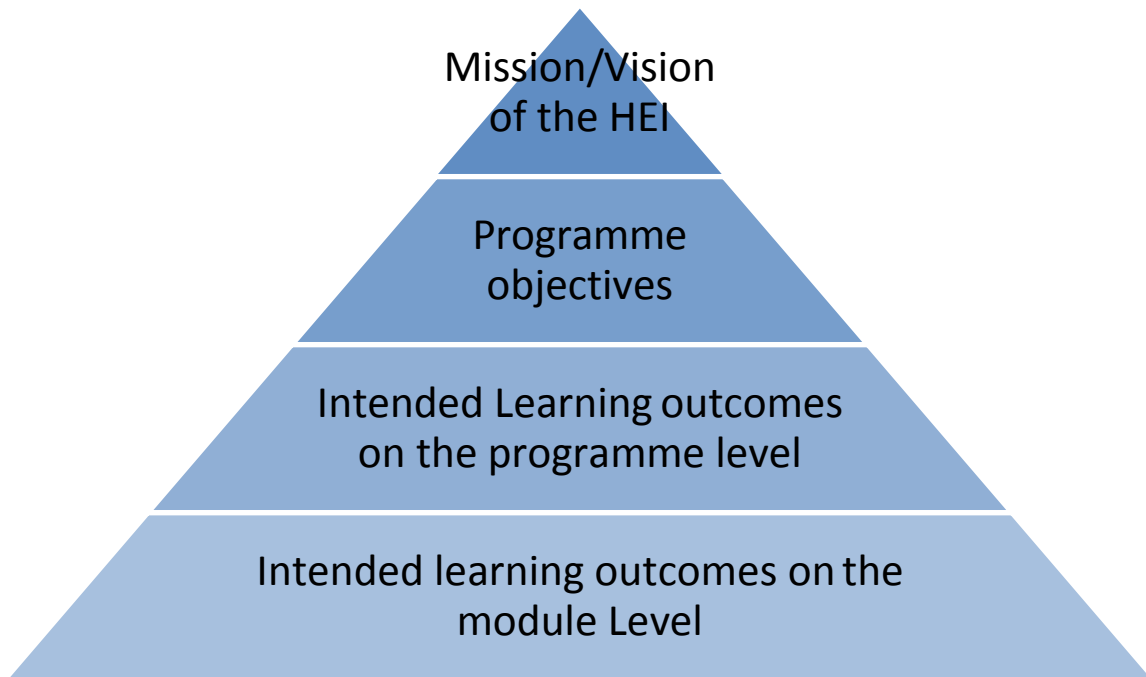 Mission/Vision
of the HEI
Programme
objectives
Intended Learning outcomes
on the programme level
Intended learning outcomes on the
module Level